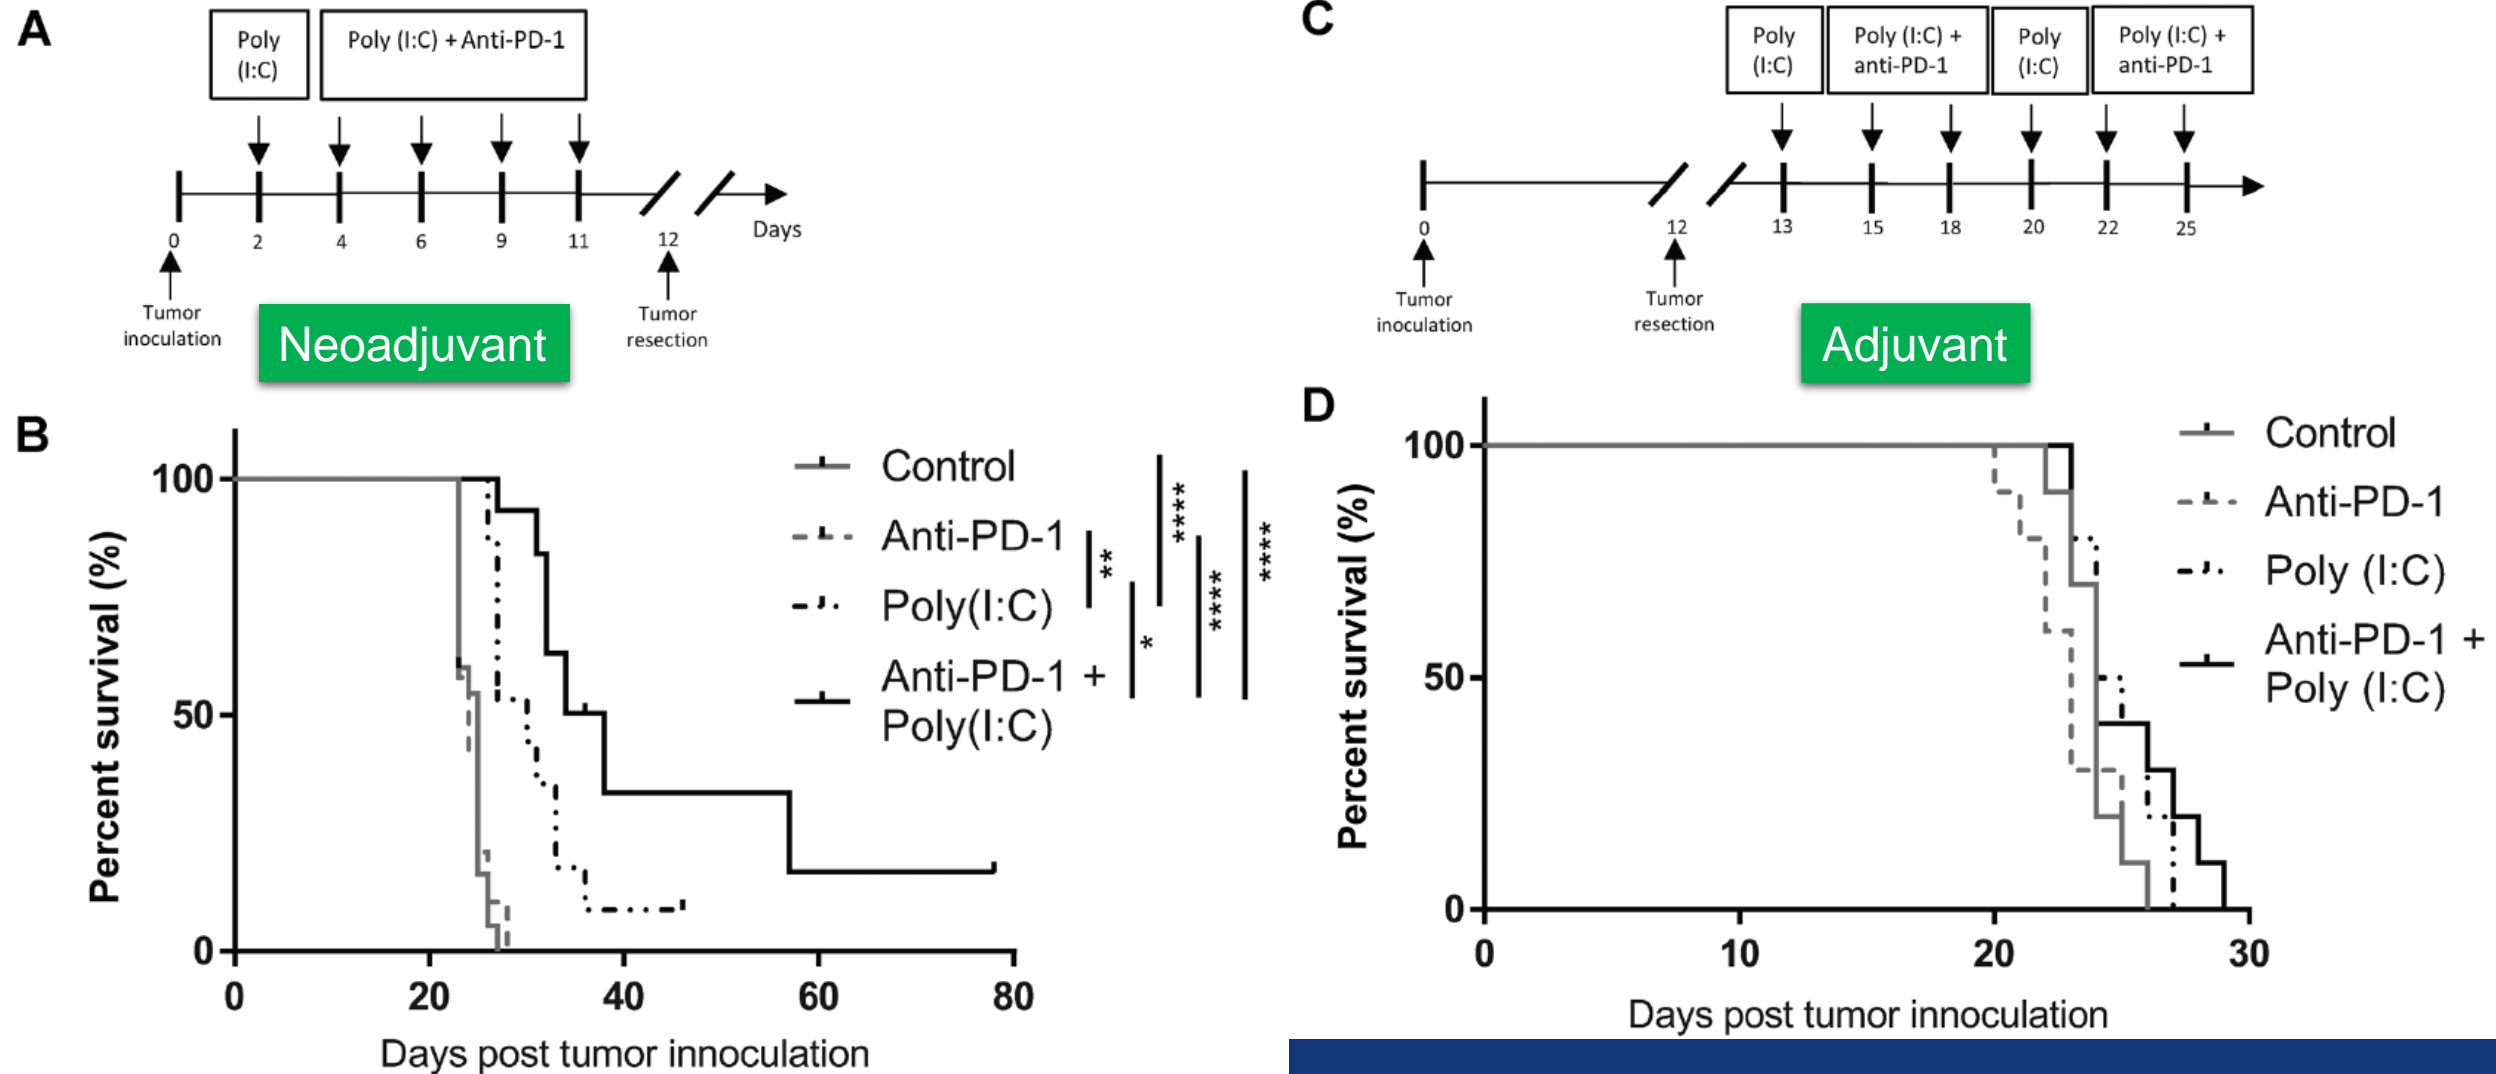 A
Poly
(I:C)
Poly (I:C) + Anti-PD-1
0
2
4
6
9
11
12
Days
Tumor
inoculation
Tumor
resection
Neoadjuvant
B
Percent survival (%)
100
50
0
0
20
40
60
80
Days post tumor innoculation
Control
Anti-PD-1
Poly(I:C)
Anti-PD-1 +
Poly(I:C)
**
*
****
****
****
C
Poly
(I:C)
Poly (I:C) +
anti-PD-1
Poly
(I:C)
Poly (I:C) +
anti-PD-1
0
12
13
15
18
20
22
25
Tumor
inoculation
Tumor
resection
Adjuvant
D
Percent survival (%)
100
50
0
0
10
20
30
Days post tumor innoculation
Control
Anti-PD-1
Poly (I:C)
Anti-PD-1 +
Poly (I:C)